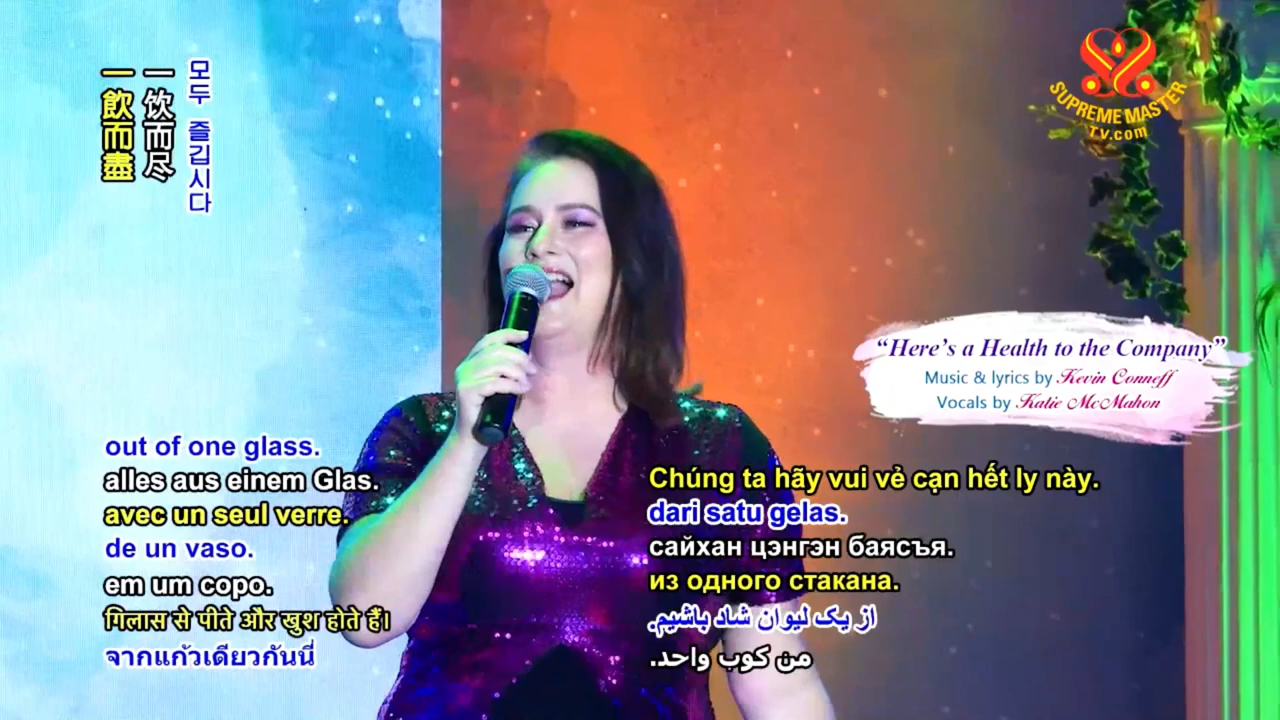 모두 즐깁시다
一饮而尽
一飲而盡
SUPREME MASTER
TV.com
“Here’s a Health to the Company”
Music & lyrics by Kevin Conneff
Vocals by Katie McMahon
out of one glass.
alles aus einem Glas.
avec un seul verre.
de un vaso.
em um copo.
गिलास से पीते और खुश होते हैं।
จากแก้วเดียวกันนี่
Chúng ta hãy vui vẻ cạn hết ly này.
dari satu gelas.
сайхан цэнгэн баясъя.
из одного стакана.
از یک لیوان شاد باشیم.
من كوب واحد.